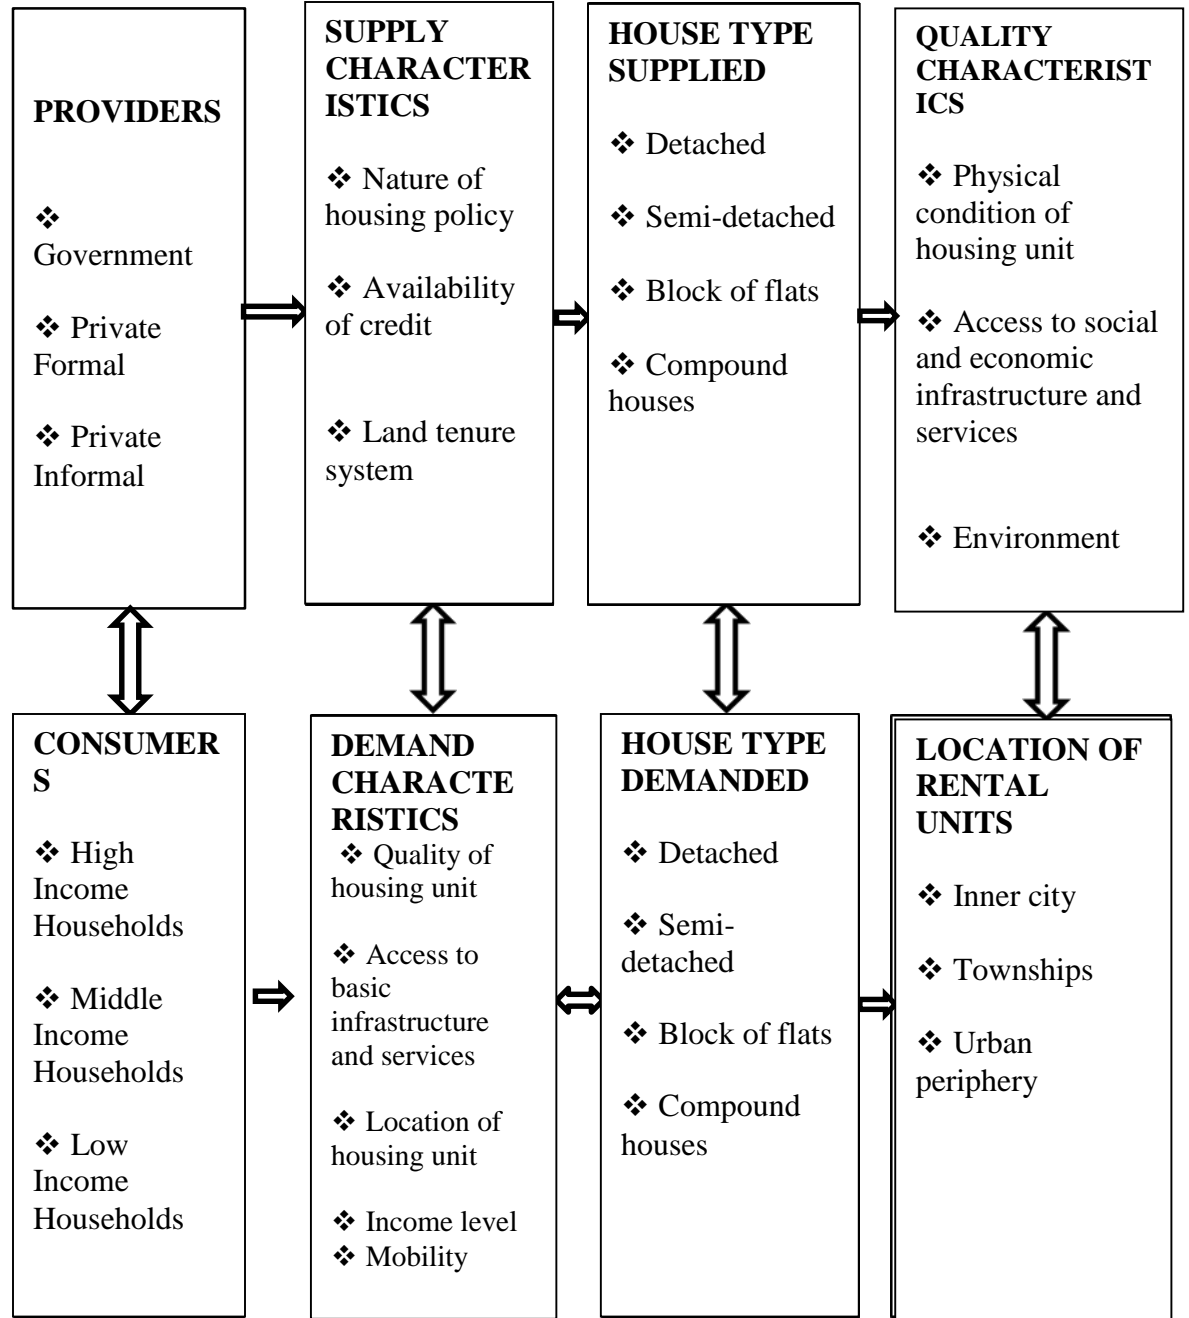 PROVIDERS
❖
Government
❖ Private
Formal
❖ Private
Informal
SUPPLY
CHARACTER
ISTICS
❖ Nature of
housing policy
❖ Availability
of credit
❖ Land tenure
system
HOUSE TYPE
SUPPLIED
❖ Detached
❖ Semi-detached
❖ Block of flats
❖ Compound
houses
QUALITY
CHARACTERIST
ICS
❖ Physical
condition of
housing unit
❖ Access to social
and economic
infrastructure and
services
❖ Environment
CONSUMER
S
❖ High
Income
Households
❖ Middle
Income
Households
❖ Low
Income
Households
DEMAND
CHARACTE
RISTICS
❖ Quality of
housing unit
❖ Access to
basic
infrastructure
and services
❖ Location of
housing unit
❖ Income level
❖ Mobility
HOUSE TYPE
DEMANDED
❖ Detached
❖ Semi-
detached
❖ Block of flats
❖ Compound
houses
LOCATION OF
RENTAL
UNITS
❖ Inner city
❖ Townships
❖ Urban
periphery